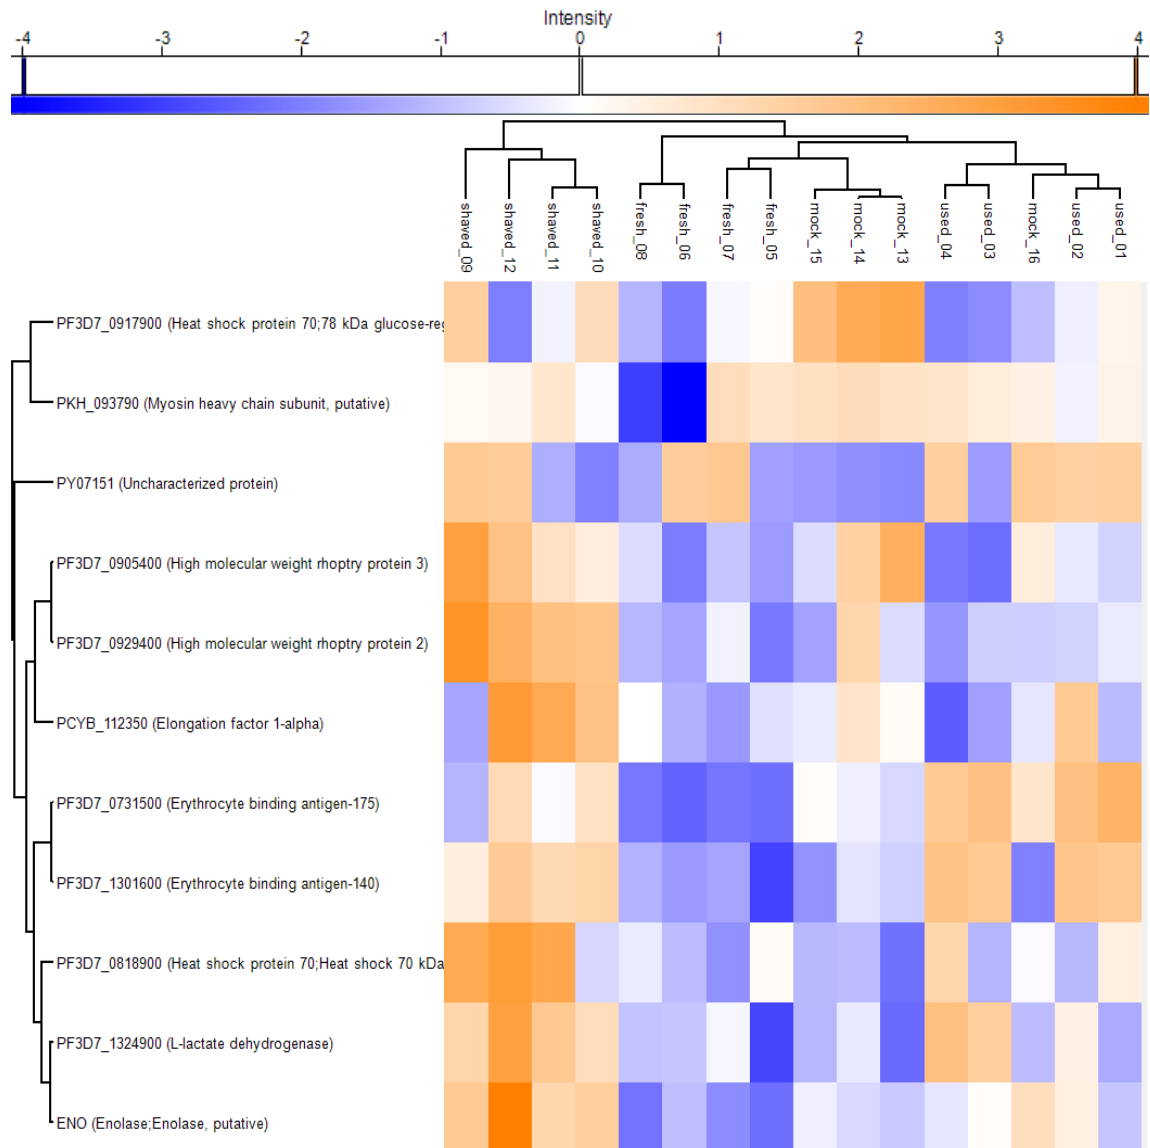 Intensity
-4 -3 -2 -1 0 1 2 3 4
shaved_09 shaved_12 shaved_11 shaved_10 fresh_08 fresh_06 fresh_07 fresh_05 mock_15 mock_14 mock_13 used_04 used_03 mock_16 used_02 used_01
PF3D7_0917900 (Heat shock protein 70;78 kDa glucose-reg
PKH_093790 (Myosin heavy chain subunit, putative)
PY07151 (Uncharacterized protein)
PF3D7_0905400 (High molecular weight rhoptry protein 3)
PF3D7_0929400 (High molecular weight rhoptry protein 2)
PCYB_112350 (Elongation factor 1-alpha)
PF3D7_0731500 (Erythrocyte binding antigen-175)
PF3D7_1301600 (Erythrocyte binding antigen-140)
PF3D7_0818900 (Heat shock protein 70;Heat shock 70 kDa
PF3D7_1324900 (L-lactate dehydrogenase)
ENO (Enolase;Enolase, putative)